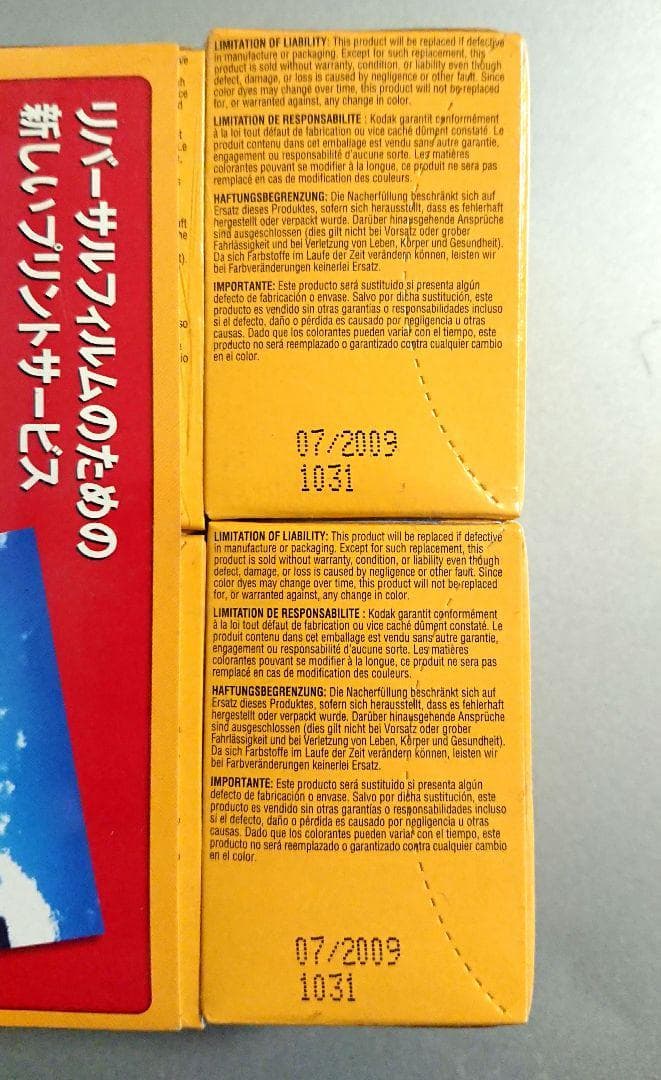 リバーサルフィルムのための
新しいプリントサービス
LIMITATION OF LIABILITY: This product will be replaced if defective
in manufacture or packaging. Except for such replacement, this
product is sold without warranty, condition, or liability even though
defect, damage, or loss is caused by negligence or other fault. Since
color dyes may change over time, this product will not be replaced
for, or warranted against, any change in color.
LIMITATION DE RESPONSABILITE : Kodak garantit conformément
à la loi tout défaut de fabrication ou vice caché dûment constaté. Le
produit contenu dans cet emballage est vendu sans autre garantie,
engagement ou responsabilité d'aucune sorte. Les matières
colorantes pouvant se modifier à la longue, ce produit ne sera pas
remplacé en cas de modification des couleurs.
HAFTUNGSBEGRENZUNG: Die Nacherfüllung beschränkt sich auf
Ersatz dieses Produktes, sofern sich herausstellt, dass es fehlerhaft
hergestellt oder verpackt wurde. Darüber hinausgehende Ansprüche
sind ausgeschlossen (dies gilt nicht bei Vorsatz oder grober
Fahrlässigkeit und bei Verletzung von Leben, Körper und Gesundheit).
Da sich Farbstoffe im Laufe der Zeit verändern können, leisten wir
bei Farbveränderungen keinerlei Ersatz.
IMPORTANTE: Este producto será sustituido si presenta algún
defecto de fabricación o envase. Salvo por dicha sustitución, este
producto es vendido sin otras garantías o responsabilidades incluso
si el defecto, daño o pérdida es causado por negligencia u otras
causas. Dado que los colorantes pueden variar con el tiempo, este
producto no será reemplazado o garantizado contra cualquier cambio
en el color.
07/2009
1031
LIMITATION OF LIABILITY: This product will be replaced if defective
in manufacture or packaging. Except for such replacement, this
product is sold without warranty, condition, or liability even though
defect, damage, or loss is caused by negligence or other fault. Since
color dyes may change over time, this product will not be replaced
for, or warranted against, any change in color.
LIMITATION DE RESPONSABILITE : Kodak garantit conformément
à la loi tout défaut de fabrication ou vice caché dûment constaté. Le
produit contenu dans cet emballage est vendu sans autre garantie,
engagement ou responsabilité d'aucune sorte. Les matières
colorantes pouvant se modifier à la longue, ce produit ne sera pas
remplacé en cas de modification des couleurs.
HAFTUNGSBEGRENZUNG: Die Nacherfüllung beschränkt sich auf
Ersatz dieses Produktes, sofern sich herausstellt, dass es fehlerhaft
hergestellt oder verpackt wurde. Darüber hinausgehende Ansprüche
sind ausgeschlossen (dies gilt nicht bei Vorsatz oder grober
Fahrlässigkeit und bei Verletzung von Leben, Körper und Gesundheit).
Da sich Farbstoffe im Laufe der Zeit verändern können, leisten wir
bei Farbveränderungen keinerlei Ersatz.
IMPORTANTE: Este producto será sustituido si presenta algún
defecto de fabricación o envase. Salvo por dicha sustitución, este
producto es vendido sin otras garantías o responsabilidades incluso
si el defecto, daño o pérdida es causado por negligencia u otras
causas. Dado que los colorantes pueden variar con el tiempo, este
producto no será reemplazado o garantizado contra cualquier cambio
en el color.
07/2009
1031